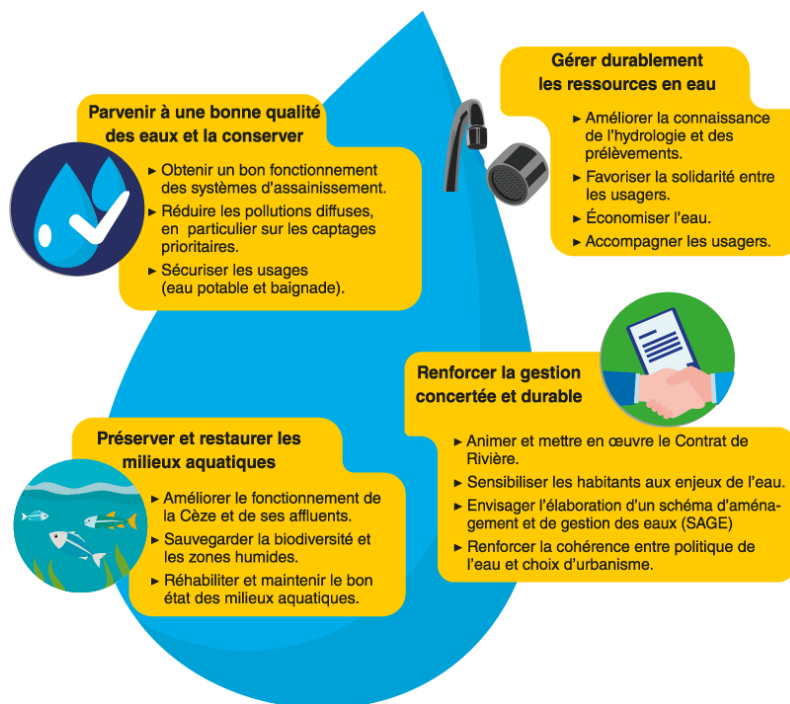 Parvenir à une bonne qualité
des eaux et la conserver
▸ Obtenir un bon fonctionnement
des systèmes d'assainissement.
▸ Réduire les pollutions diffuses,
en particulier sur les captages
prioritaires.
▸ Sécuriser les usages
(eau potable et baignade).
Gérer durablement
les ressources en eau
▸ Améliorer la connaissance
de l'hydrologie et des
prélèvements.
▸ Favoriser la solidarité entre
les usagers.
▸ Économiser l'eau.
▸ Accompagner les usagers.
Préserver et restaurer les
milieux aquatiques
▸ Améliorer le fonctionnement de
la Cèze et de ses affluents.
▸ Sauvegarder la biodiversité et
les zones humides.
▸ Réhabiliter et maintenir le bon
état des milieux aquatiques.
Renforcer la gestion
concertée et durable
▸ Animer et mettre en œuvre le Contrat de
Rivière.
▸ Sensibiliser les habitants aux enjeux de l'eau.
▸ Envisager l'élaboration d'un schéma d'aména-
gement et de gestion des eaux (SAGE)
▸ Renforcer la cohérence entre politique de
l'eau et choix d'urbanisme.